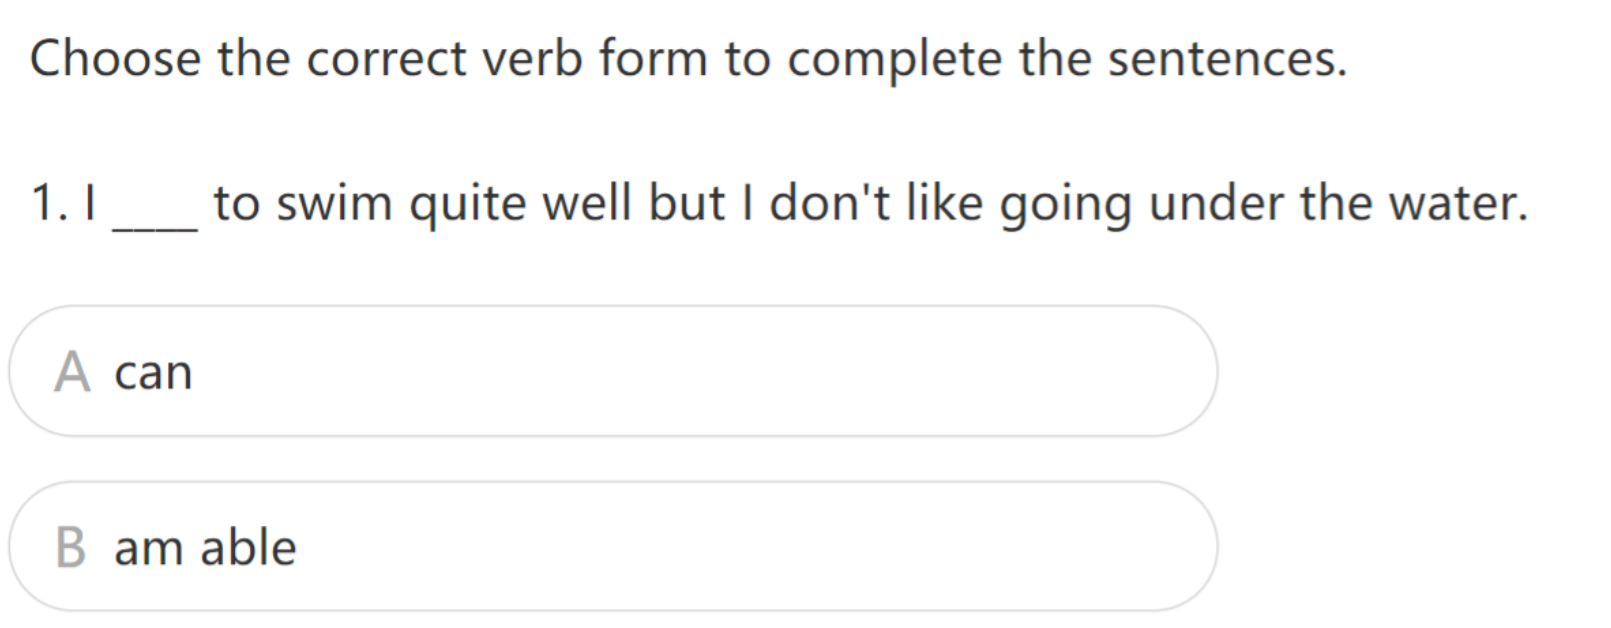 Choose the correct verb form to complete the sentences.
1. I ____ to swim quite well but I don't like going under the water.
A can
B am able